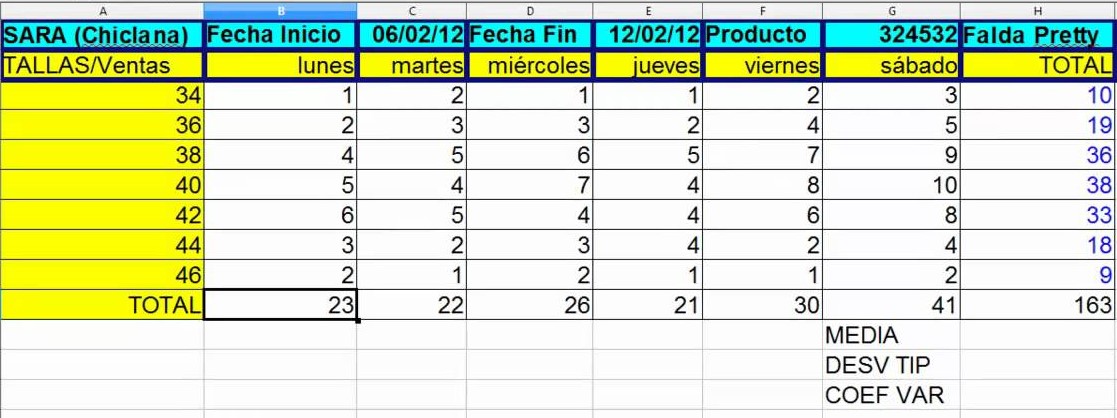 A B C D E F G H
SARA (Chiclana) Fecha Inicio 06/02/12 Fecha Fin 12/02/12 Producto 324532 Falda Pretty
TALLAS/Ventas lunes martes miércoles jueves viernes sábado TOTAL
34 1 2 1 1 2 3 10
36 2 3 3 2 4 5 19
38 4 5 6 5 7 9 36
40 5 4 7 4 8 10 38
42 6 5 4 4 6 8 33
44 3 2 3 4 2 4 18
46 2 1 2 1 1 2 9
TOTAL 23 22 26 21 30 41 163
MEDIA
DESV TIP
COEF VAR